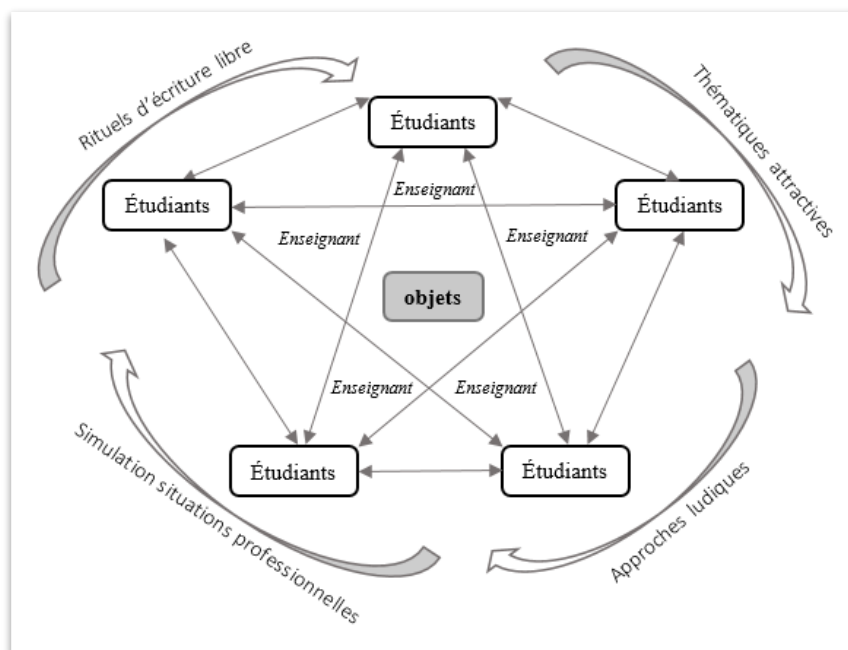 Rituels d'écriture libre
Thématiques attractives
Étudiants
Étudiants
Enseignant
Étudiants
Enseignant
Enseignant
objets
Enseignant
Enseignant
Étudiants
Étudiants
Simulation situations professionnelles
Approches ludiques